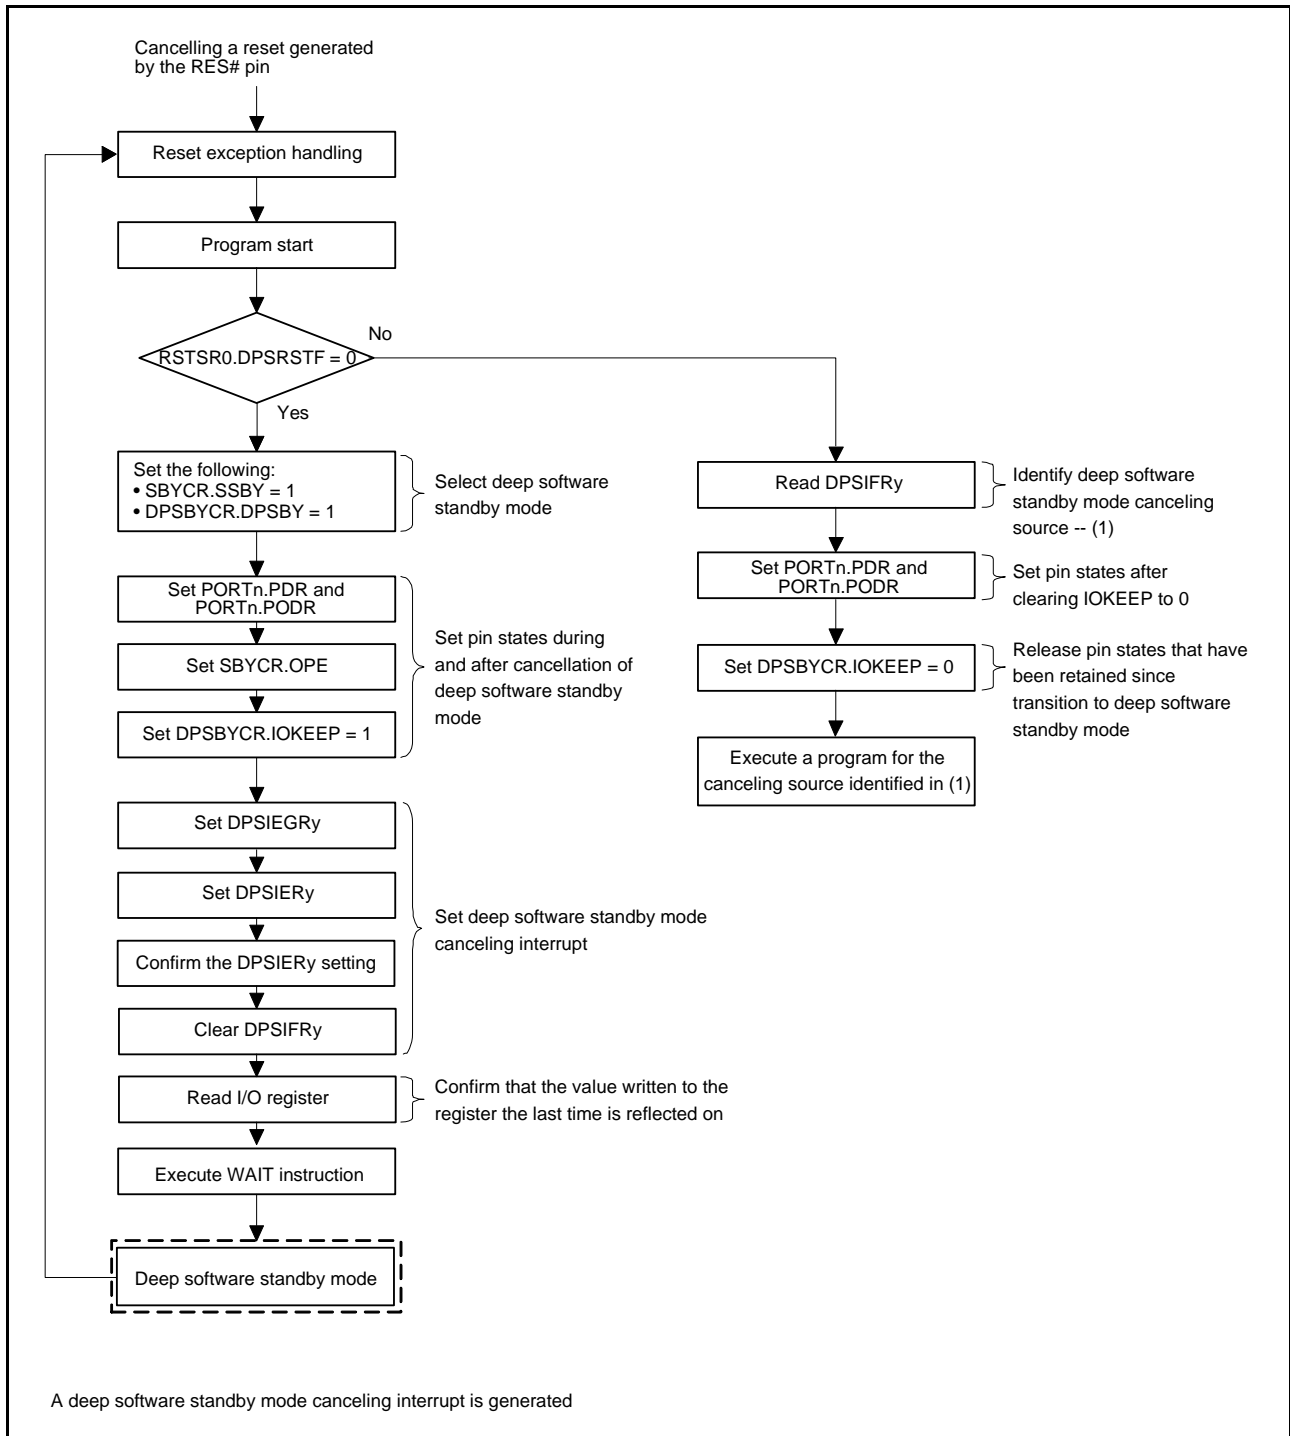 Cancelling a reset generated
by the RES# pin
Reset exception handling
Program start
RSTSR0.DPSRSTF = 0
No
Yes
Set the following:
• SBYCR.SSBY = 1
• DPSBYCR.DPSBY = 1
Select deep software
standby mode
Set PORTn.PDR and
PORTn.PODR
Set SBYCR.OPE
Set DPSBYCR.IOKEEP = 1
Set pin states during
and after cancellation of
deep software standby
mode
Set DPSIEGRy
Set DPSIERy
Confirm the DPSIERy setting
Clear DPSIFRy
Set deep software standby mode
canceling interrupt
Read I/O register
Confirm that the value written to the
register the last time is reflected on
Execute WAIT instruction
Deep software standby mode
Read DPSIFRy
Identify deep software
standby mode canceling
source -- (1)
Set PORTn.PDR and
PORTn.PODR
Set pin states after
clearing IOKEEP to 0
Set DPSBYCR.IOKEEP = 0
Release pin states that have
been retained since
transition to deep software
standby mode
Execute a program for the
canceling source identified in (1)
A deep software standby mode canceling interrupt is generated